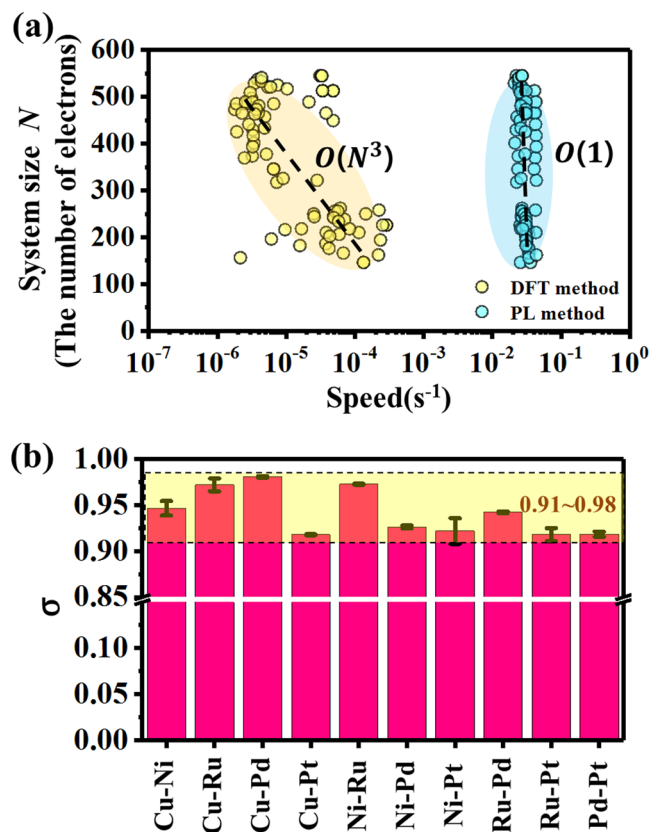 (a)
System size N
(The number of electrons)
600
500
400
300
200
100
0
O(N³)
O(1)
DFT method
PL method
10⁻⁷ 10⁻⁶ 10⁻⁵ 10⁻⁴ 10⁻³ 10⁻² 10⁻¹ 10⁰
Speed(s⁻¹)
(b)
σ
1.00
0.95
0.90
0.85
0.10
0.05
0.00
0.91~0.98
Cu-Ni
Cu-Ru
Cu-Pd
Cu-Pt
Ni-Ru
Ni-Pd
Ni-Pt
Ru-Pd
Ru-Pt
Pd-Pt